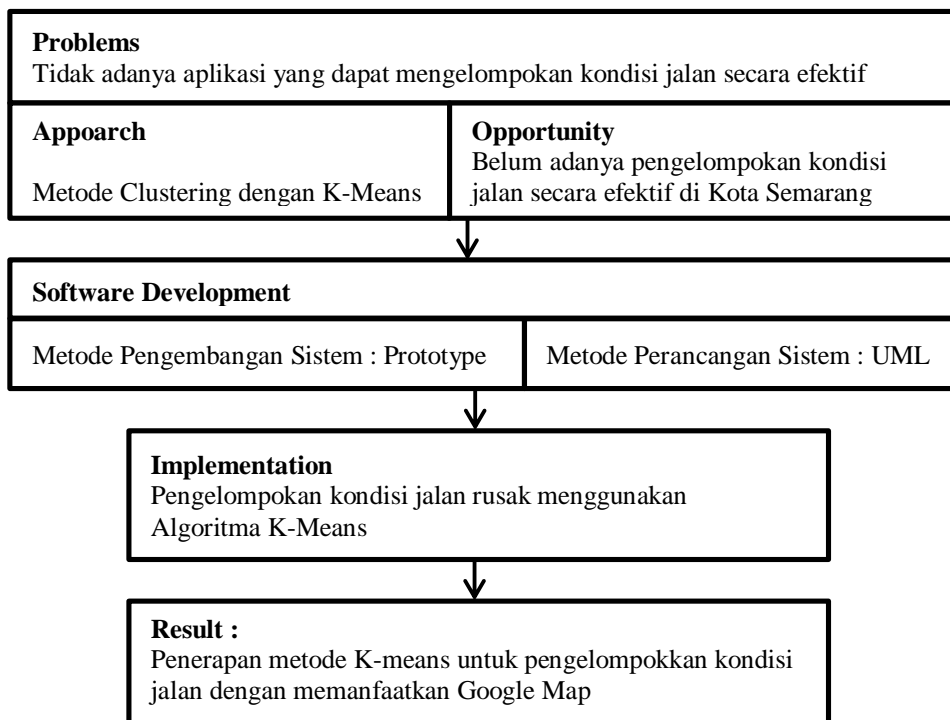 Problems
Tidak adanya aplikasi yang dapat mengelompokan kondisi jalan secara efektif
Appoarch
Metode Clustering dengan K-Means
Opportunity
Belum adanya pengelompokan kondisi
jalan secara efektif di Kota Semarang
Software Development
Metode Pengembangan Sistem : Prototype
Metode Perancangan Sistem : UML
Implementation
Pengelompokan kondisi jalan rusak menggunakan
Algoritma K-Means
Result :
Penerapan metode K-means untuk pengelompokkan kondisi
jalan dengan memanfaatkan Google Map